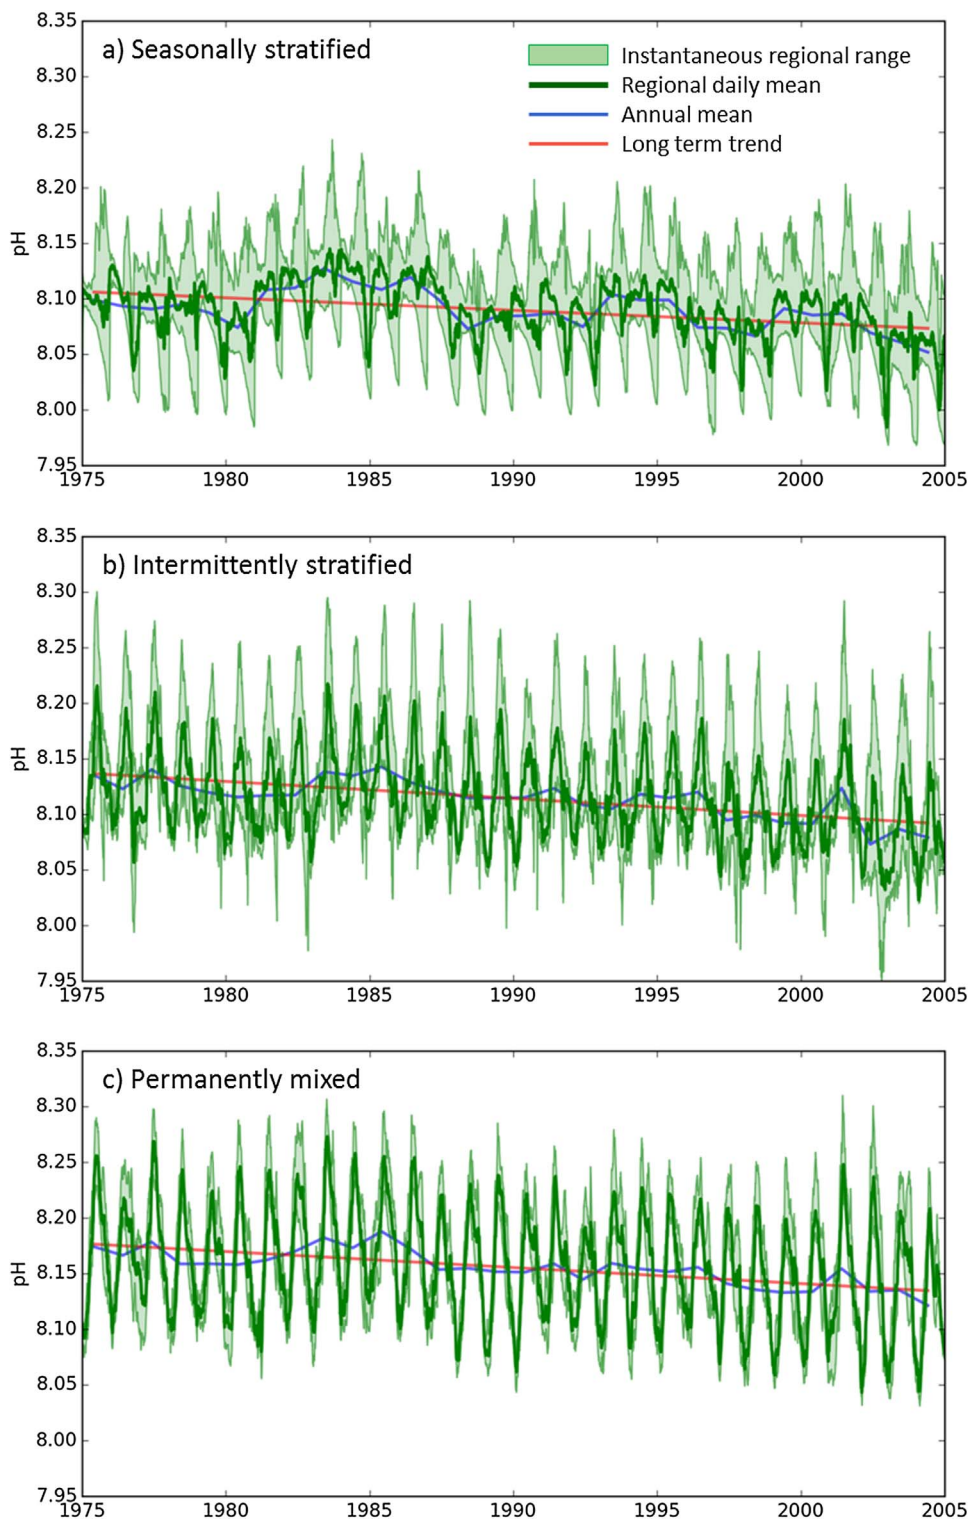 8.35
a) Seasonally stratified
Instantaneous regional range
8.30
Regional daily mean
8.25
Annual mean
Long term trend
8.20
8.15
pH
8.10
8.05
8.00
7.95
1975 1980 1985 1990 1995 2000 2005
8.35
b) Intermittently stratified
8.30
8.25
8.20
8.15
pH
8.10
8.05
8.00
7.95
1975 1980 1985 1990 1995 2000 2005
8.35
c) Permanently mixed
8.30
8.25
8.20
8.15
pH
8.10
8.05
8.00
7.95
1975 1980 1985 1990 1995 2000 2005